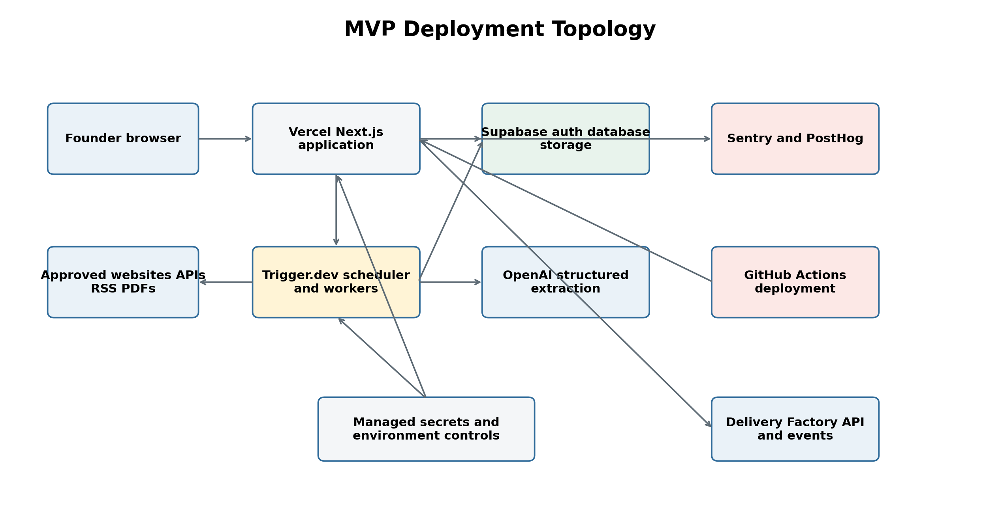 MVP Deployment Topology
Founder browser
Vercel Next.js
application
Supabase auth database
storage
Sentry and PostHog
Approved websites APIs
RSS PDFs
Trigger.dev scheduler
and workers
OpenAI structured
extraction
GitHub Actions
deployment
Managed secrets and
environment controls
Delivery Factory API
and events